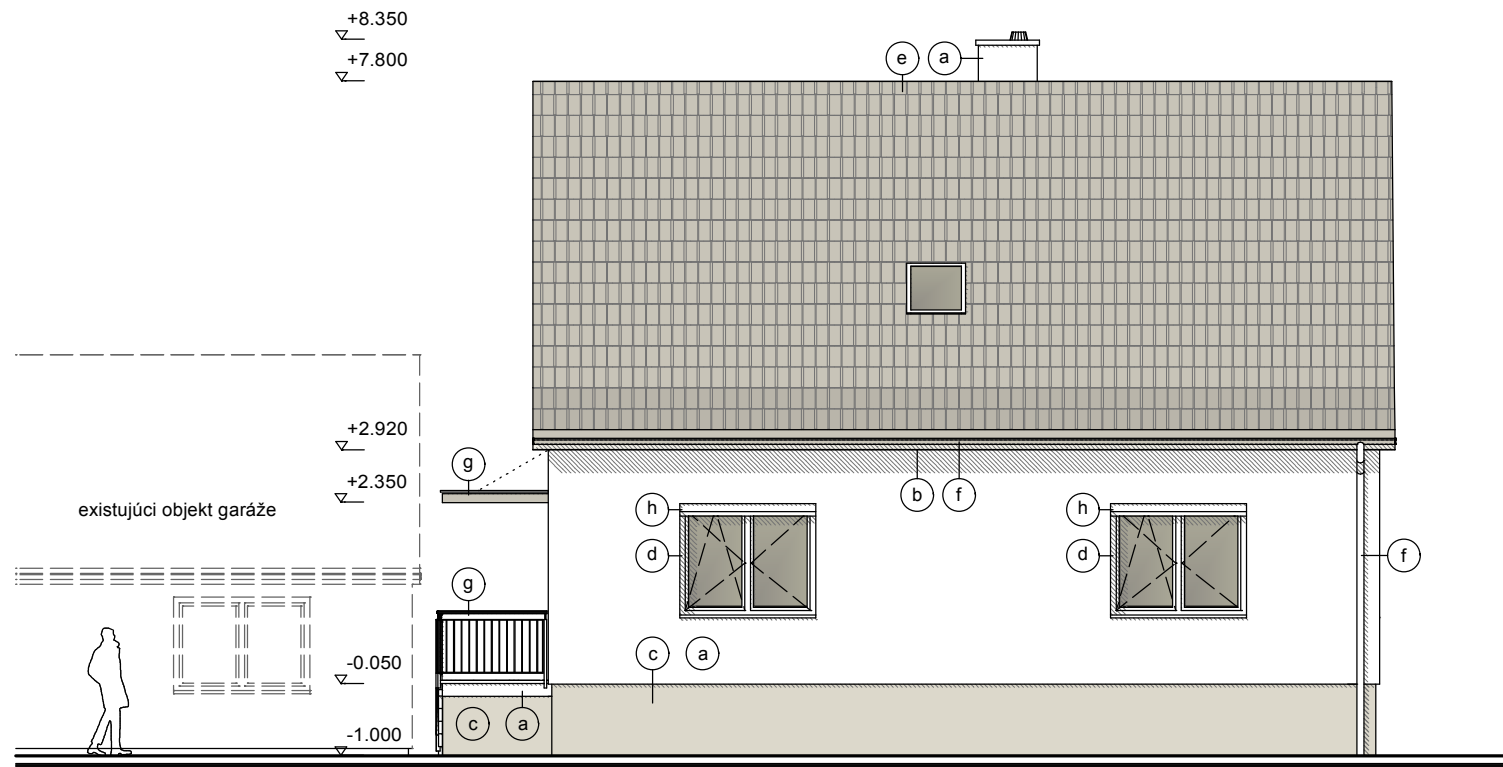 +8.350
+7.800
e a
+2.920
g
+2.350
b f
existujúci objekt garáže
h h
d d f
g
c a
-0.050
c a
-1.000